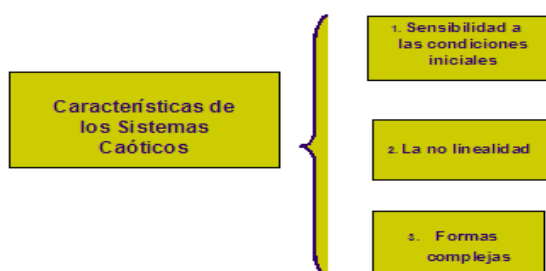 Características de
los Sistemas
Caóticos
1. Sensibilidad a
las condiciones
iniciales
2. La no linealidad
3. Formas
complejas